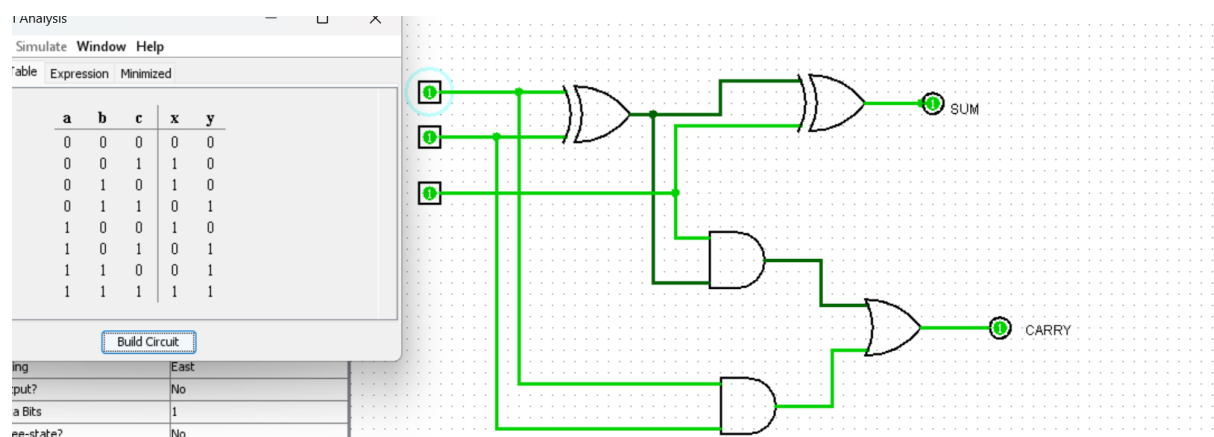 Analysis
Simulate Window Help
Table Expression Minimized
a b c x y
0 0 0 0 0
0 0 1 1 0
0 1 0 1 0
0 1 1 0 1
1 0 0 1 0
1 0 1 0 1
1 1 0 0 1
1 1 1 1 1
Build Circuit
East
No
1
No
1
1
1
1 SUM
1 CARRY